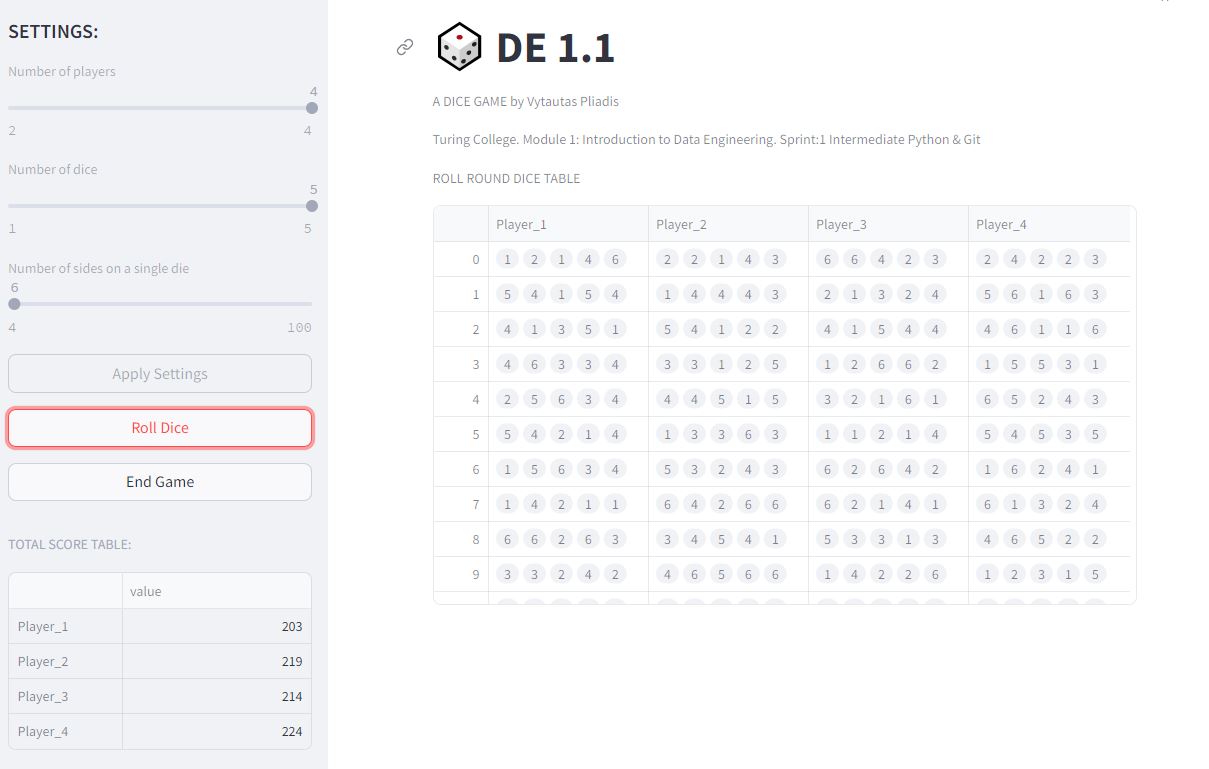 SETTINGS:
Number of players
4
2 4
Number of dice
5
1 5
Number of sides on a single die
6
4 100
Apply Settings
Roll Dice
End Game
TOTAL SCORE TABLE:
value
Player_1 203
Player_2 219
Player_3 214
Player_4 224
DE 1.1
A DICE GAME by Vytautas Pliadis
Turing College. Module 1: Introduction to Data Engineering. Sprint:1 Intermediate Python & Git
ROLL ROUND DICE TABLE
Player_1 Player_2 Player_3 Player_4
0 1 2 1 4 6 2 2 1 4 3 6 6 4 2 3 2 4 2 2 3
1 5 4 1 5 4 1 4 4 4 3 2 1 3 2 4 5 6 1 6 3
2 4 1 3 5 1 5 4 1 2 2 4 1 5 4 4 4 6 1 1 6
3 4 6 3 3 4 3 3 1 2 5 1 2 6 6 2 1 5 5 3 1
4 2 5 6 3 4 4 4 5 1 5 3 2 1 6 1 6 5 2 4 3
5 5 4 2 1 4 1 3 3 6 3 1 1 2 1 4 5 4 5 3 5
6 1 5 6 3 4 5 3 2 4 3 6 2 6 4 2 1 6 2 4 1
7 1 4 2 1 1 6 4 2 6 6 6 2 1 4 1 6 1 3 2 4
8 6 6 2 6 3 3 4 5 4 1 5 3 3 1 3 4 6 5 2 2
9 3 3 2 4 2 4 6 5 6 6 1 4 2 2 6 1 2 3 1 5